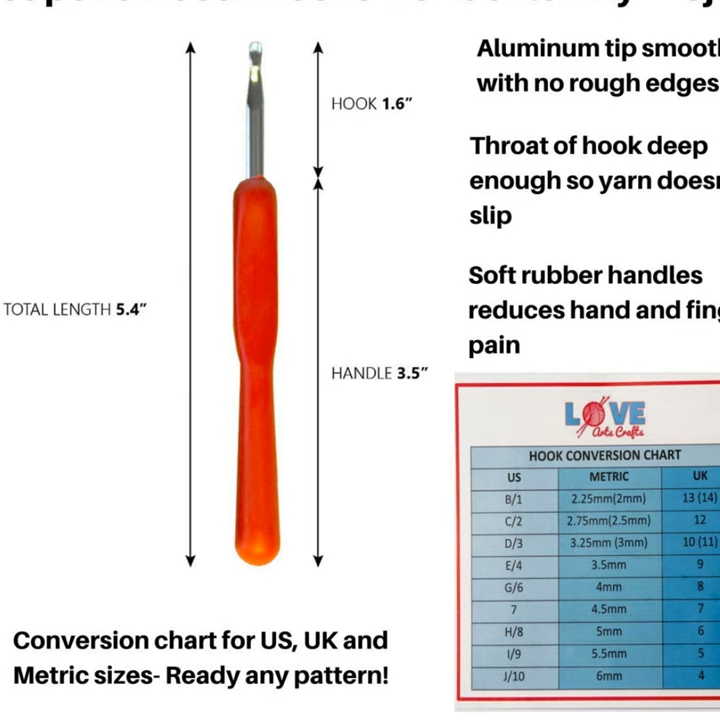 Aluminum tip smooth
with no rough edges
HOOK 1.6”
Throat of hook deep
enough so yarn does
slip
Soft rubber handles
reduces hand and fin
pain
TOTAL LENGTH 5.4”
HANDLE 3.5”
LOVE
Arts Crafts
HOOK CONVERSION CHART
US METRIC UK
B/1 2.25mm(2mm) 13 (14)
C/2 2.75mm(2.5mm) 12
D/3 3.25mm (3mm) 10 (11)
E/4 3.5mm 9
G/6 4mm 8
7 4.5mm 7
H/8 5mm 6
I/9 5.5mm 5
J/10 6mm 4
Conversion chart for US, UK and
Metric sizes- Ready any pattern!